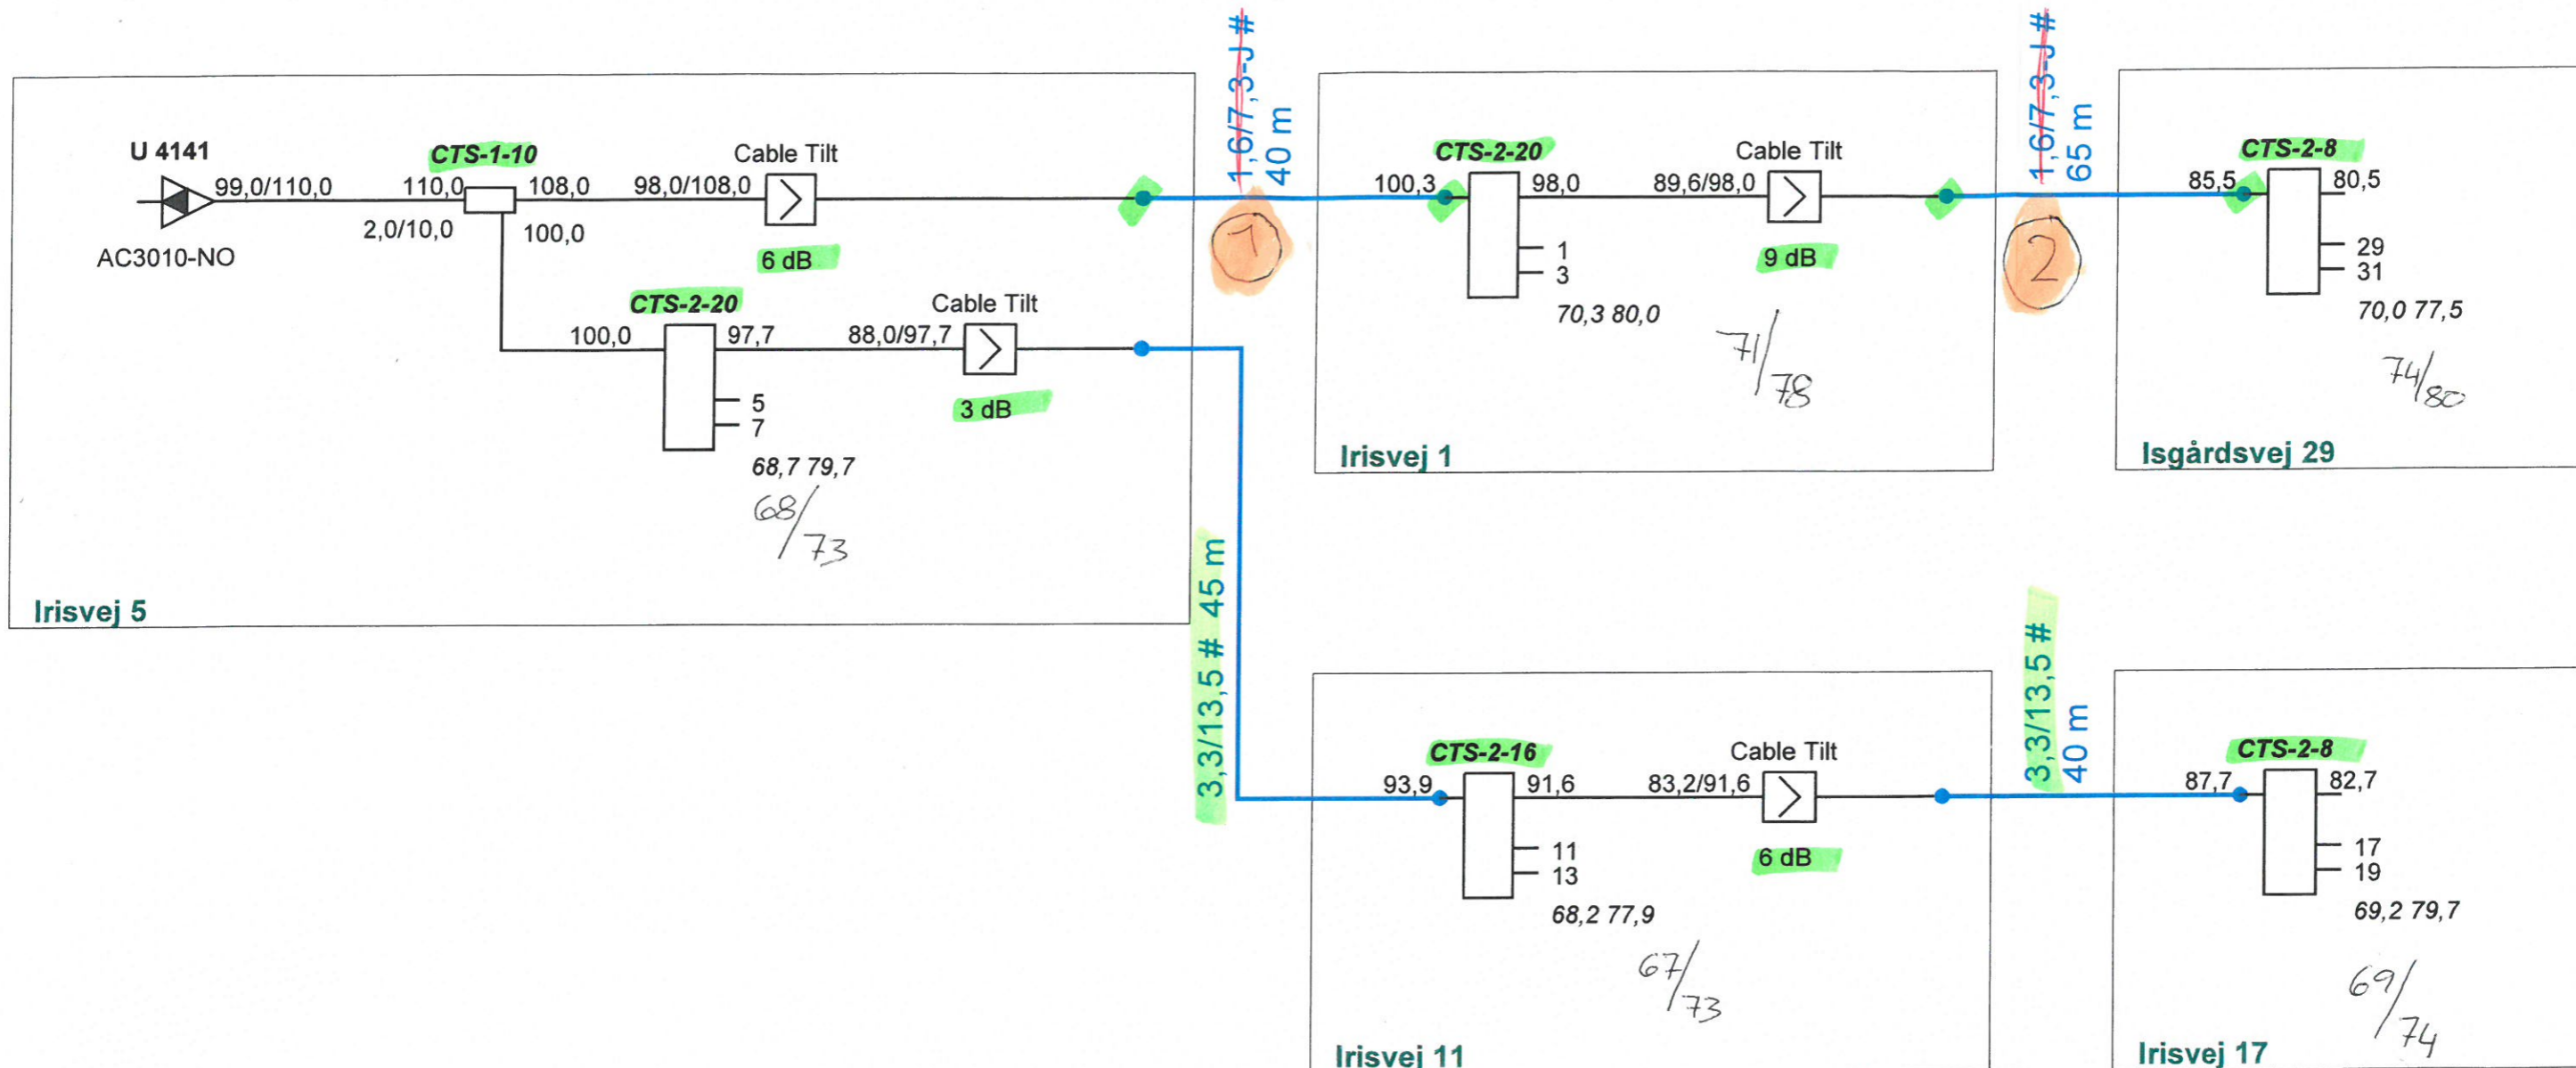 1,6/7,3-J #
40 m
1,6/7,3-J #
65 m
U 4141
CTS-1-10
Cable Tilt
99,0/110,0
110,0
108,0
98,0/108,0
2,0/10,0
100,0
AC3010-NO
6 dB
CTS-2-20
Cable Tilt
100,0
97,7
88,0/97,7
3 dB
5
7
68,7 79,7
68/73
Irisvej 5
1
CTS-2-20
Cable Tilt
100,3
98,0
89,6/98,0
1
3
9 dB
70,3 80,0
71/78
Irisvej 1
2
CTS-2-8
85,5
80,5
29
31
70,0 77,5
74/80
Isgårdsvej 29
3,3/13,5 # 45 m
CTS-2-16
Cable Tilt
93,9
91,6
83,2/91,6
11
13
6 dB
68,2 77,9
67/73
Irisvej 11
3,3/13,5 #
40 m
CTS-2-8
87,7
82,7
17
19
69,2 79,7
69/74
Irisvej 17